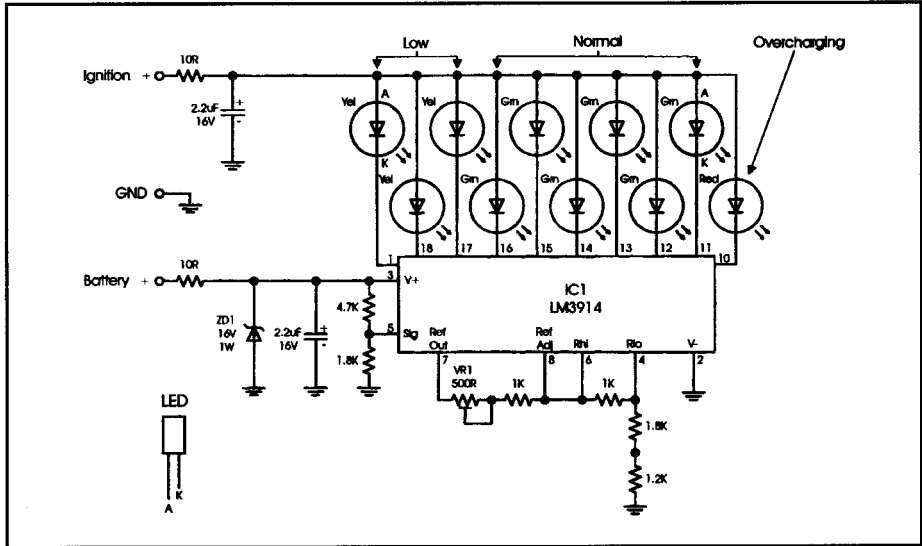 Low
Normal
Overcharging
Ignition +
10R
2.2uF
16V
+
-
A
Yel
K
Yel
Yel
Grn
Grn
Grn
Grn
Grn
Grn
A
Grn
K
Red
GND
Battery +
10R
ZD1
16V
1W
2.2uF
16V
+
-
4.7K
1.8K
1
18
17
16
15
14
13
12
11
10
3
V+
5
Sig
IC1
LM3914
Ref
Out
7
Ref
Adj
8
Rhi
6
Rlo
4
V-
2
VR1
500R
1K
1K
1.8K
1.2K
LED
A
K